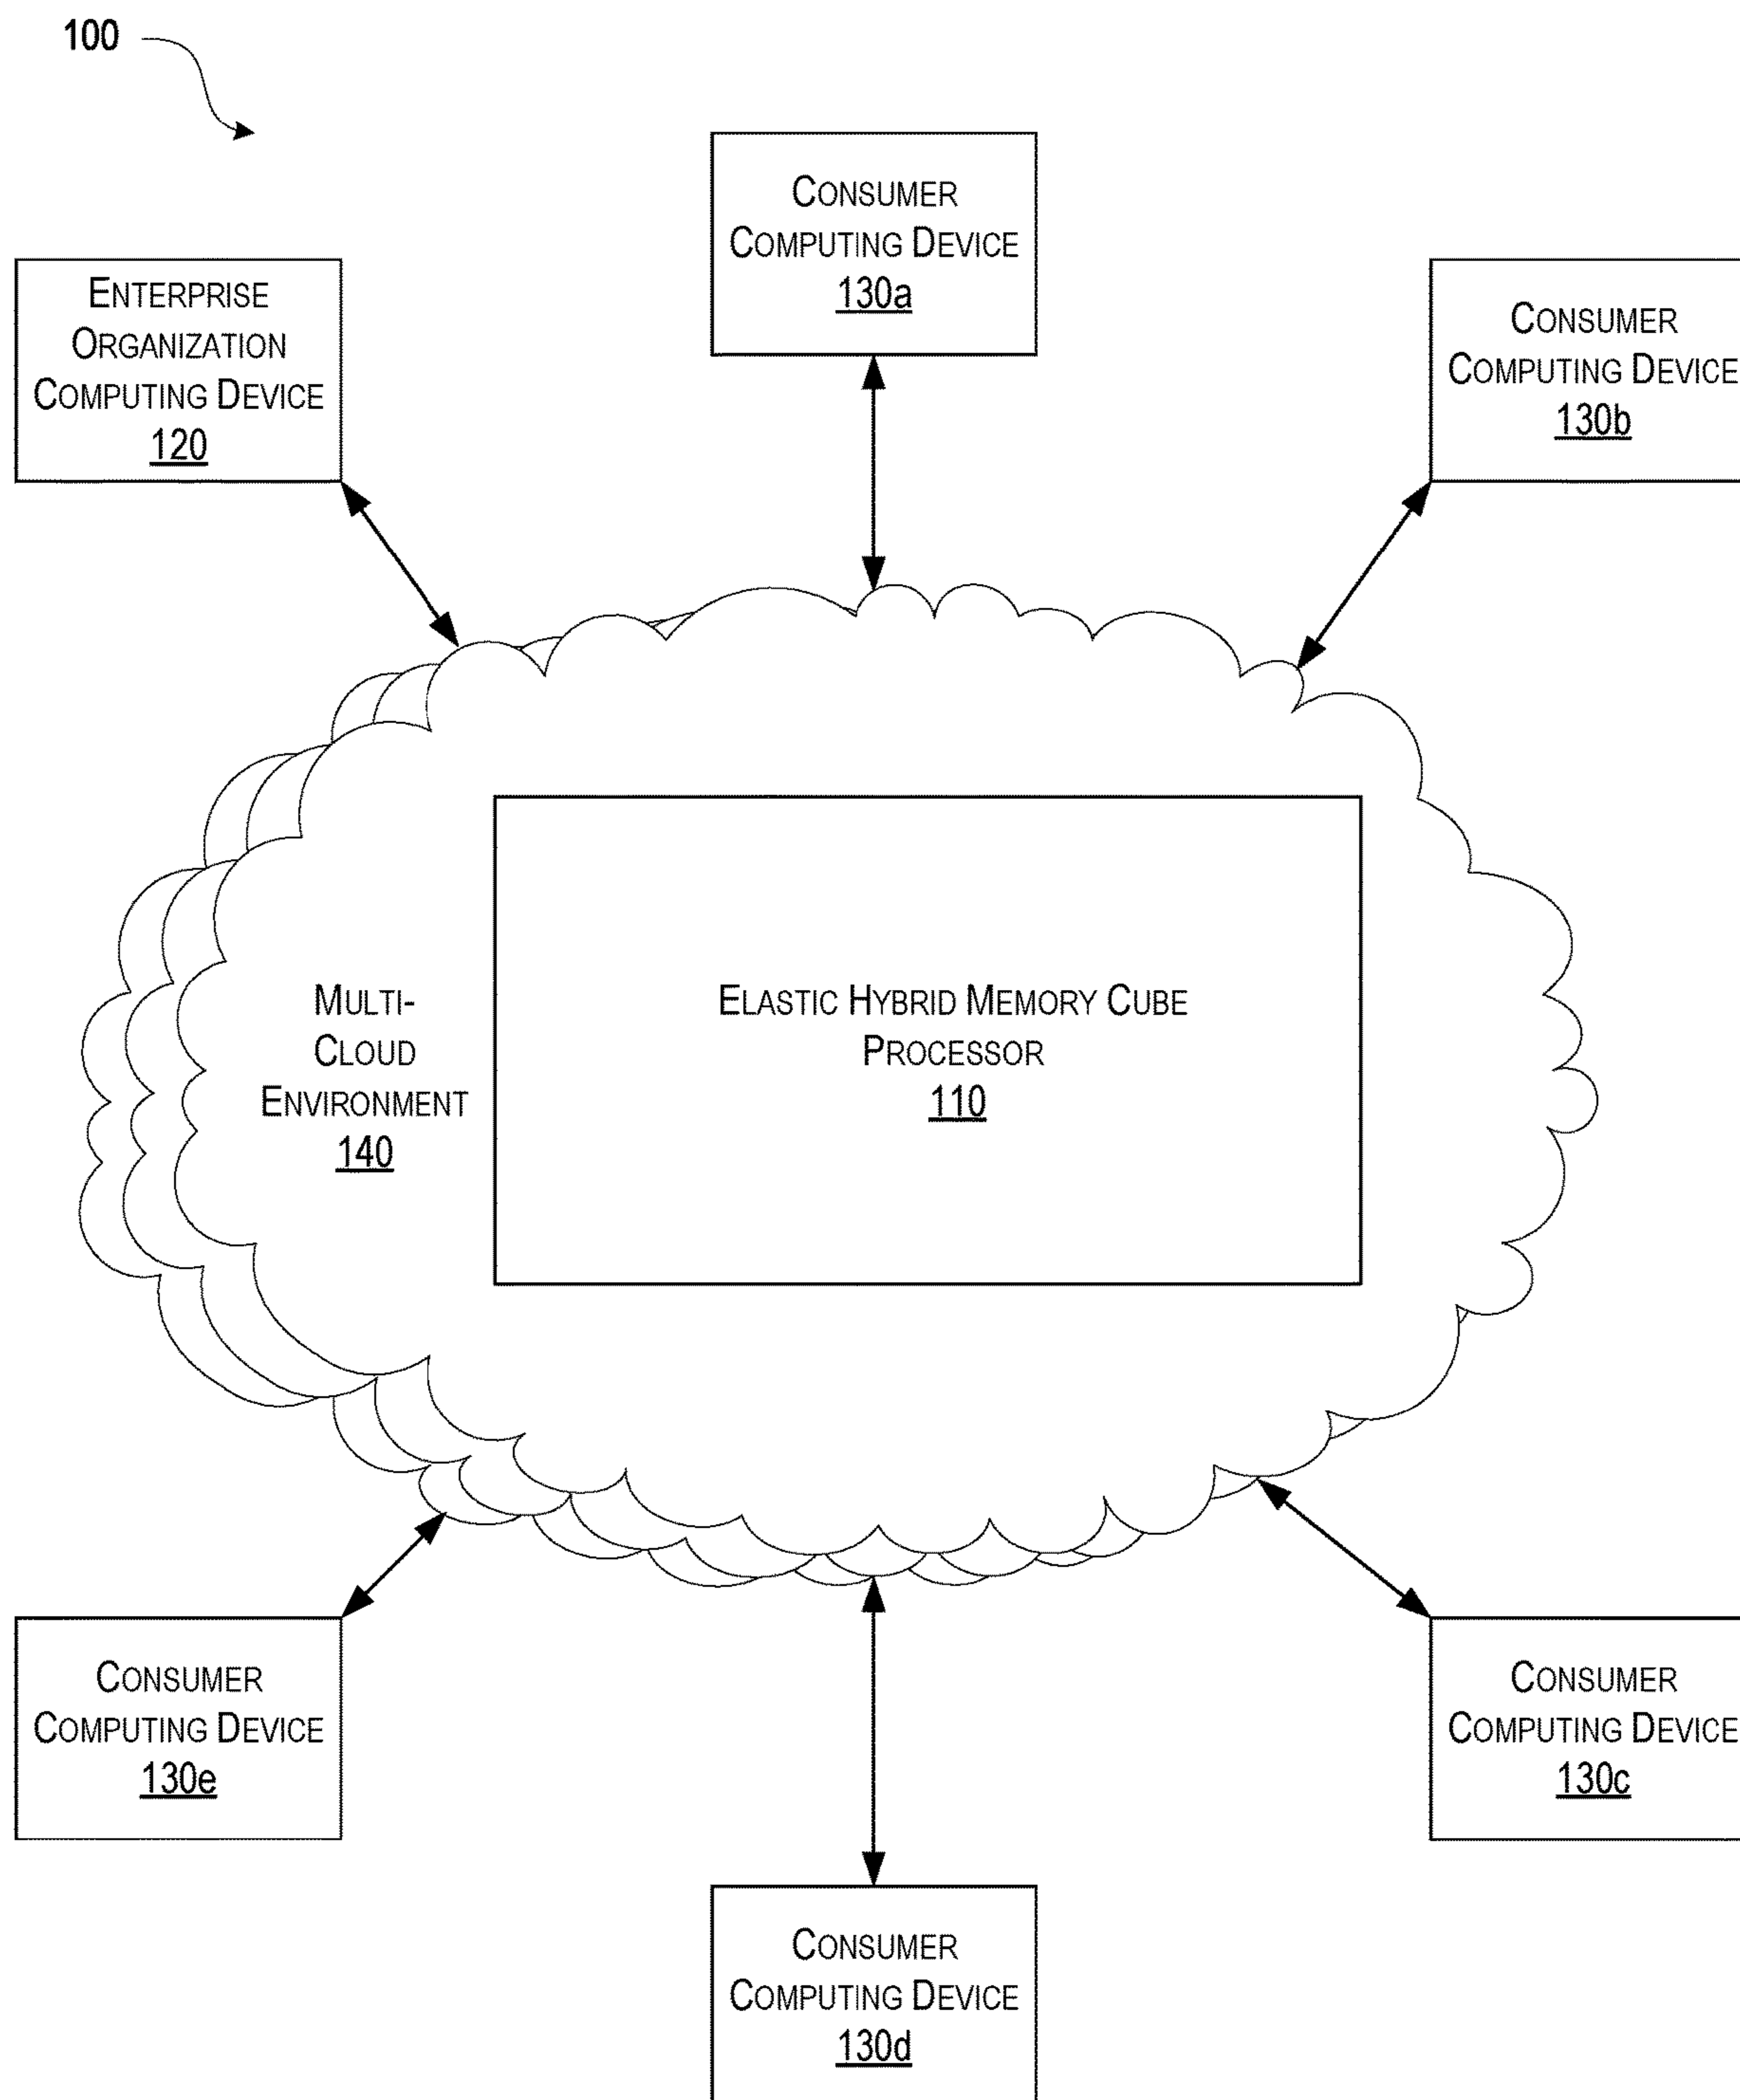 100
CONSUMER
COMPUTING DEVICE
130a
ENTERPRISE
ORGANIZATION
COMPUTING DEVICE
120
CONSUMER
COMPUTING DEVICE
130b
MULTI-
CLOUD
ENVIRONMENT
140
ELASTIC HYBRID MEMORY CUBE
PROCESSOR
110
CONSUMER
COMPUTING DEVICE
130e
CONSUMER
COMPUTING DEVICE
130c
CONSUMER
COMPUTING DEVICE
130d